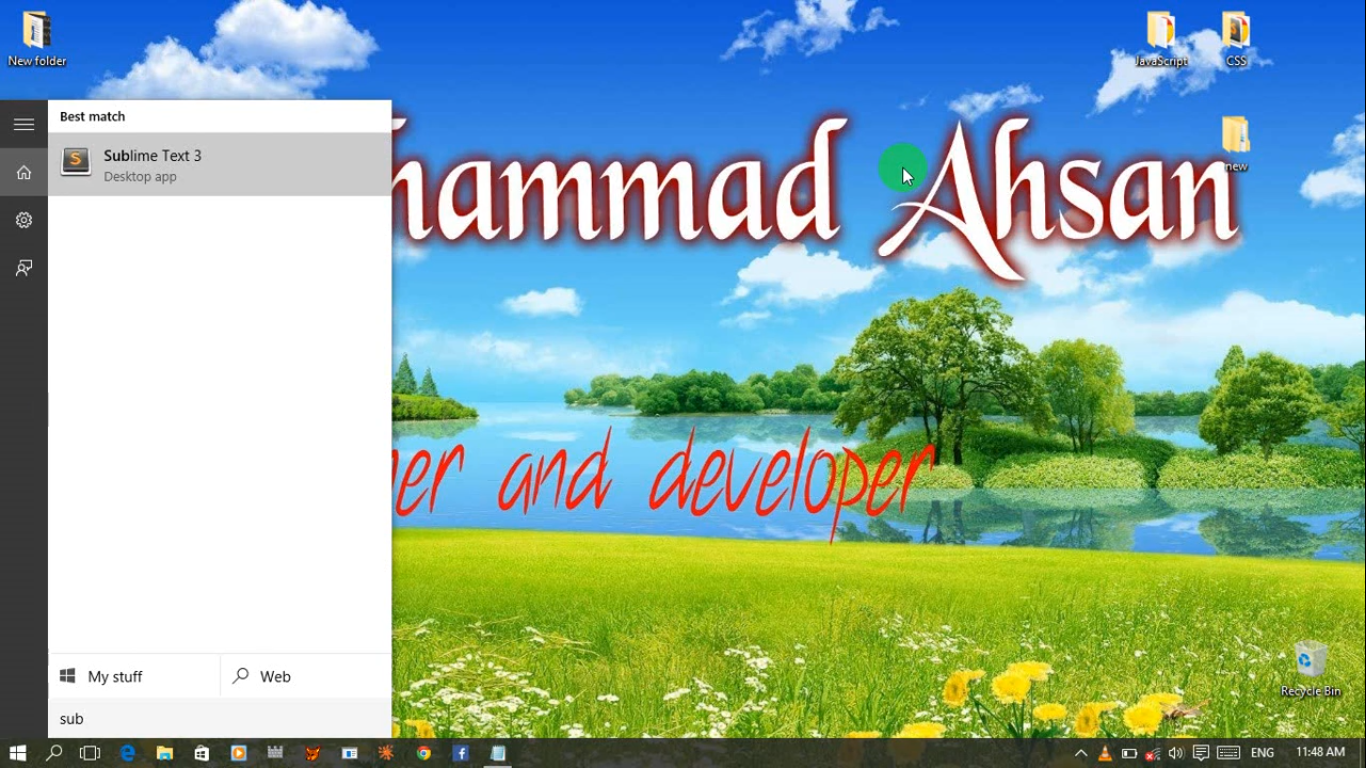 New folder
JavaScript
CSS
new
Best match
Sublime Text 3
Desktop app
hammad Ahsan
er and developer
My stuff
Web
sub
Recycle Bin
ENG
11:48 AM